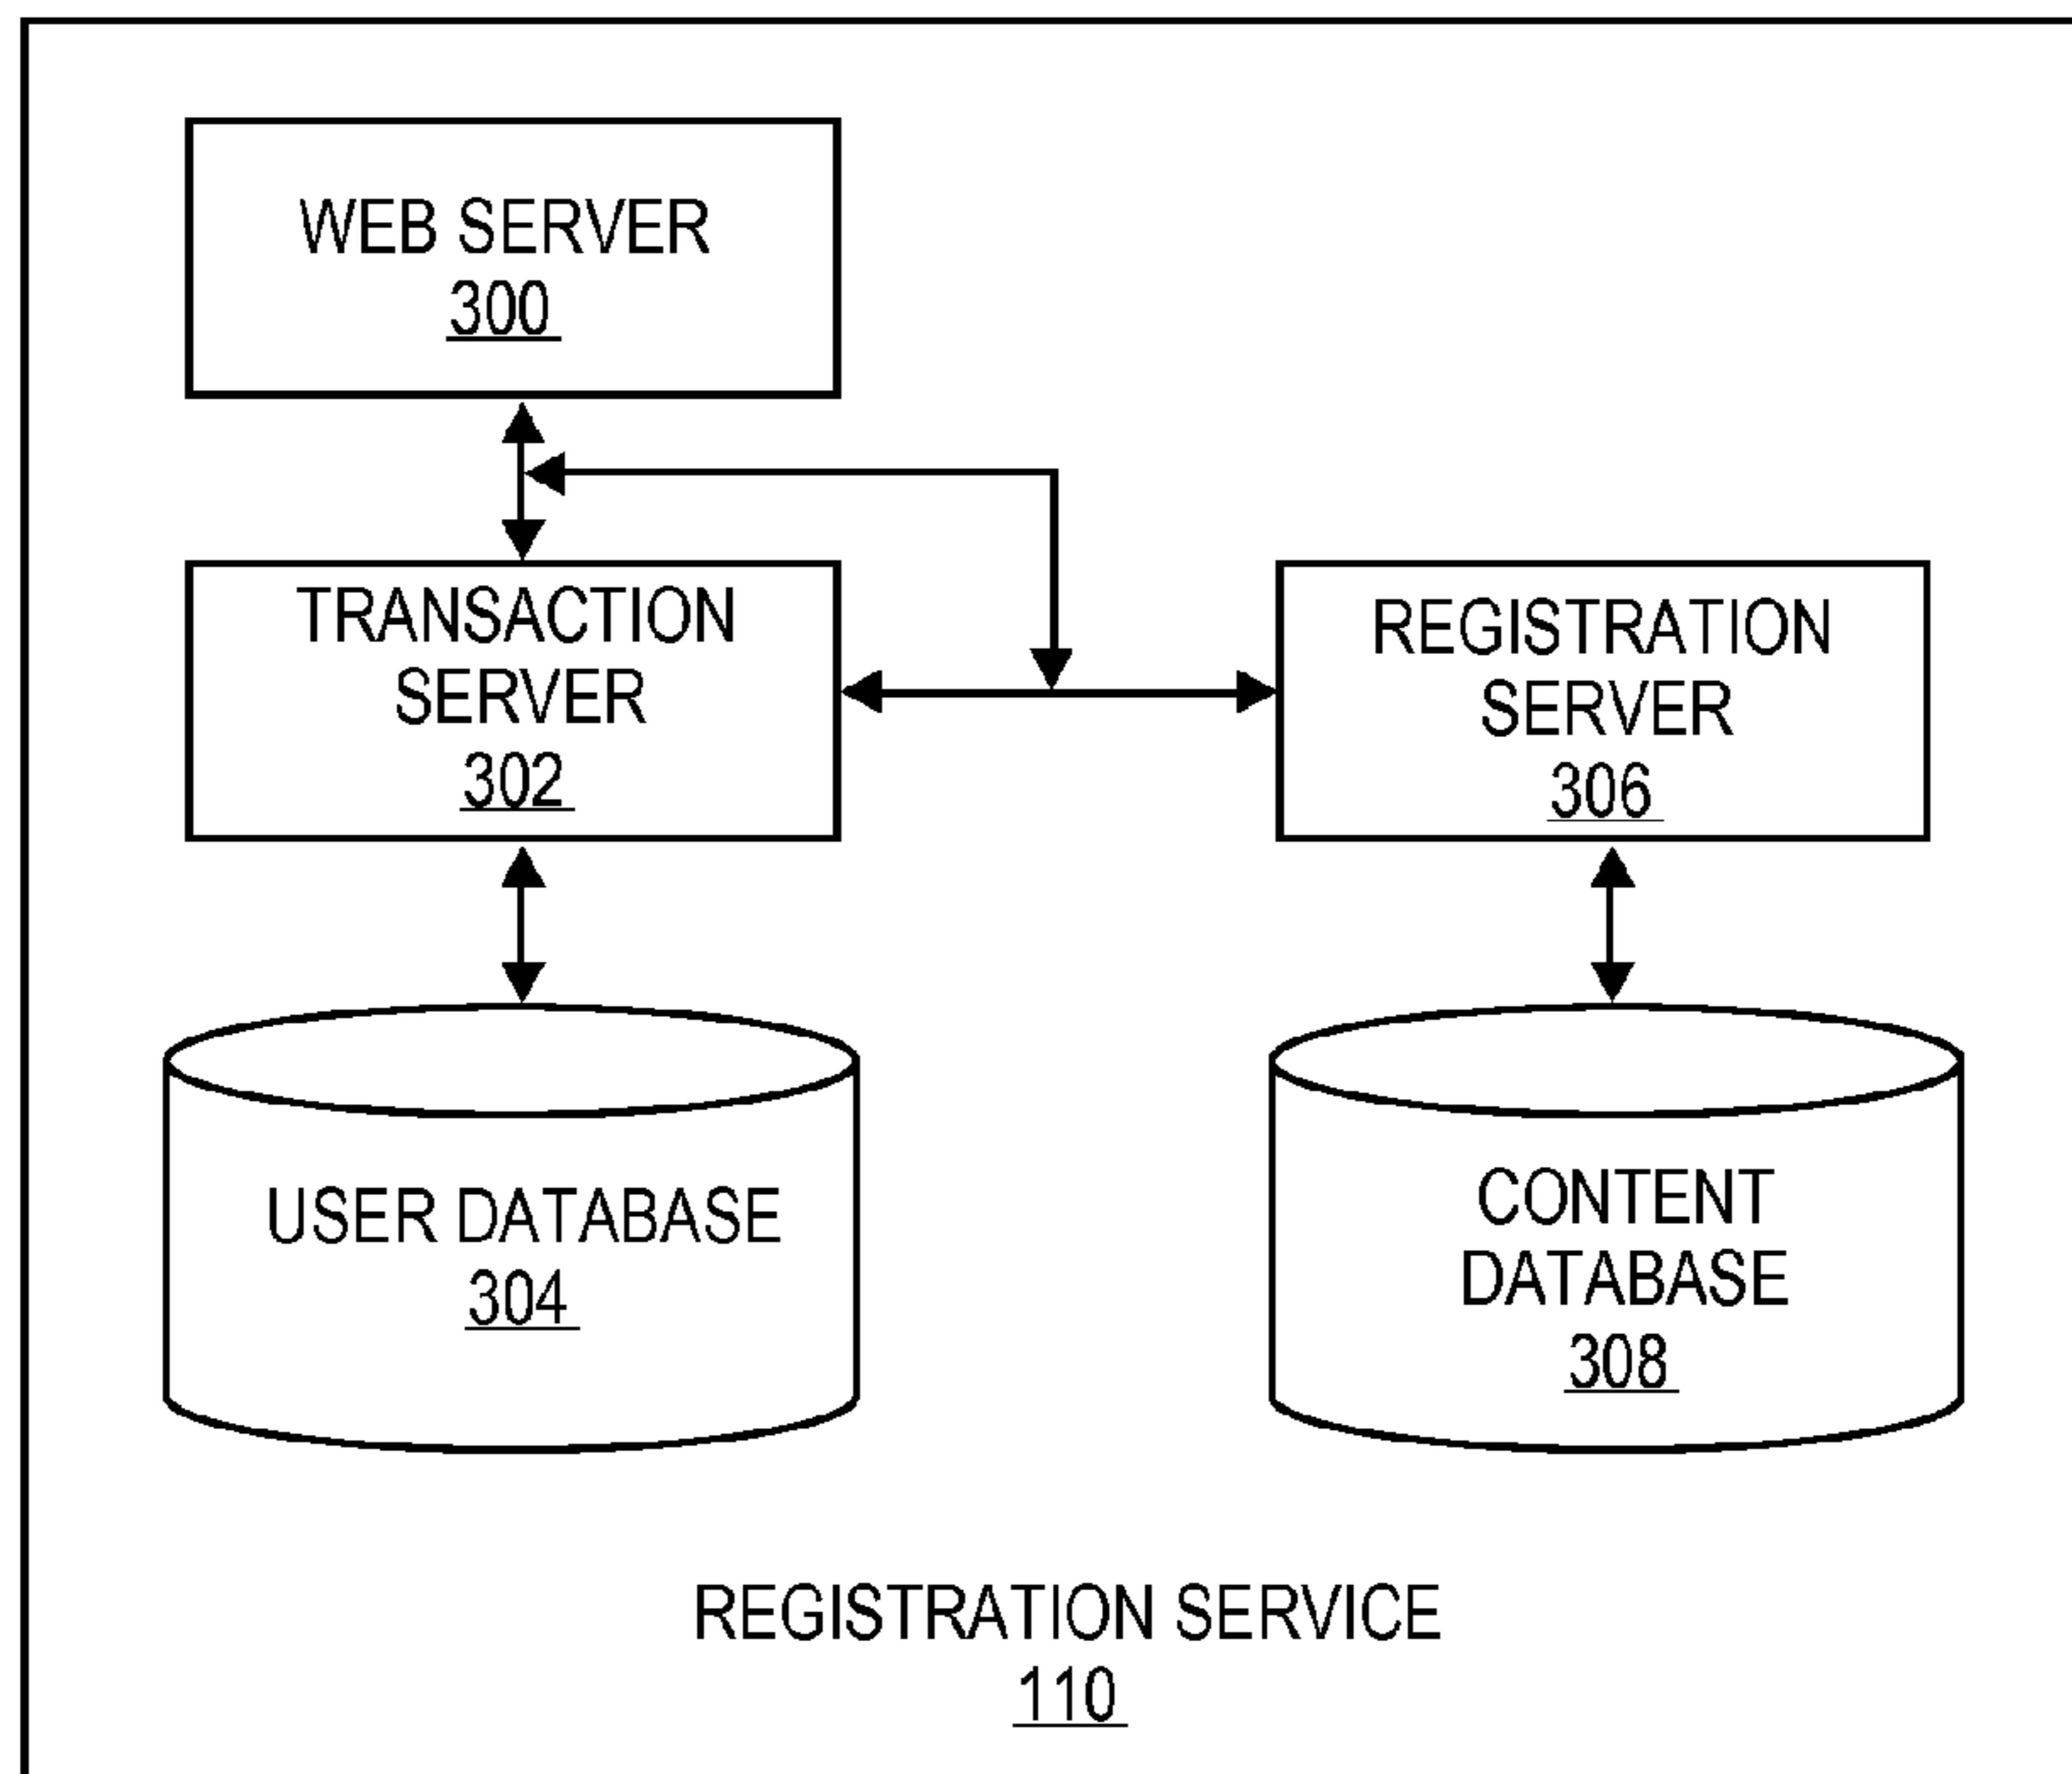 WEB SERVER
300
TRANSACTION
SERVER
302
REGISTRATION
SERVER
306
USER DATABASE
304
CONTENT
DATABASE
308
REGISTRATION SERVICE
110